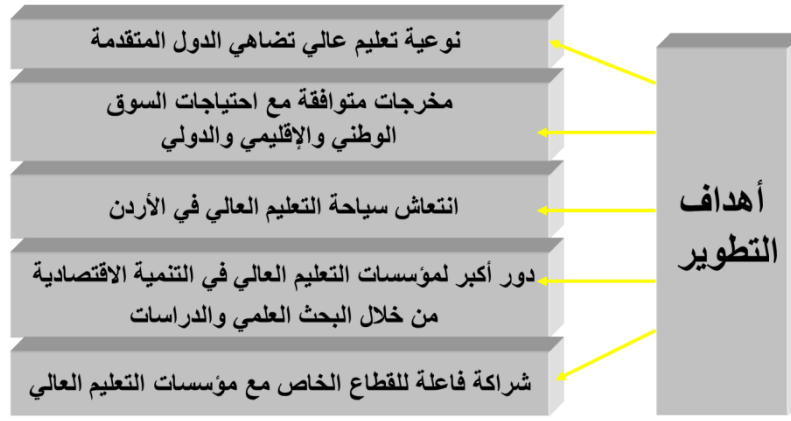 أهداف
التطوير
نوعية تعليم عالي تضاهي الدول المتقدمة
مخرجات متوافقة مع احتياجات السوق
الوطني والإقليمي والدولي
انتعاش سياحة التعليم العالي في الأردن
دور أكبر لمؤسسات التعليم العالي في التنمية الاقتصادية
من خلال البحث العلمي والدراسات
شراكة فاعلة للقطاع الخاص مع مؤسسات التعليم العالي